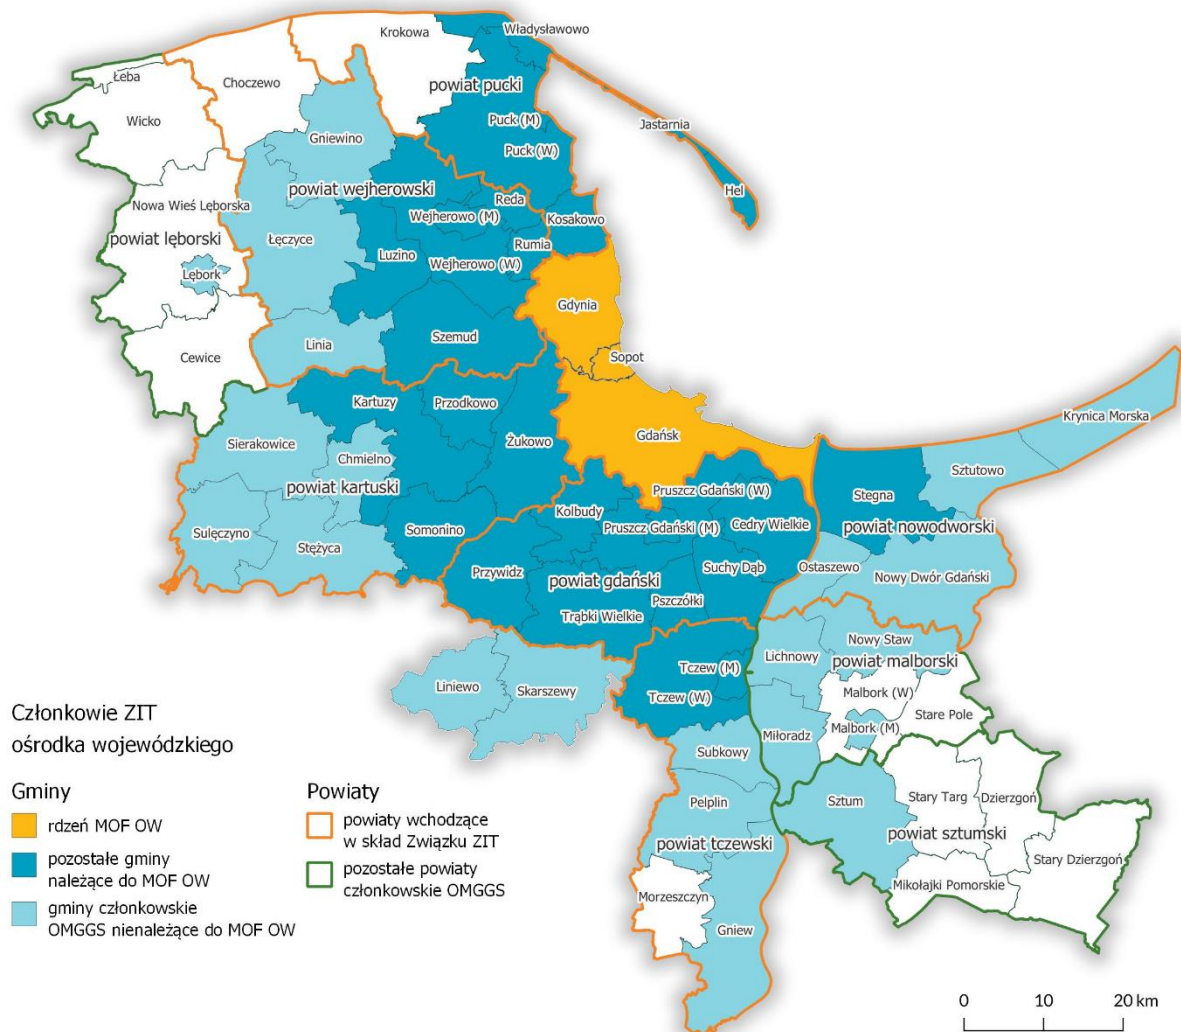 Władysławowo
Krokowa
Łeba
Choczewo
powiat pucki
Wicko
Puck (M)
Jastarnia
Gniewino
Puck (W)
powiat wejherowski
Hel
Reda
Nowa Wieś Lęborska
Wejherowo (M)
Kosakowo
powiat lęborski
Łęczyce
Rumia
Luzino
Wejherowo (W)
Lębork
Gdynia
Szemud
Linia
Cewice
Sopot
Kartuzy
Przodkowo
Krynica Morska
Sierakowice
Żukowo
Gdańsk
Chmielno
Sztutowo
powiat kartuski
Pruszcz Gdański (W)
Stegna
Kolbudy
Cedry Wielkie
powiat nowodworski
Sulęczyno
Somonino
Pruszcz Gdański (M)
Stężyca
Suchy Dąb
Ostaszewo
Przywidz
powiat gdański
Nowy Dwór Gdański
Pszczółki
Trąbki Wielkie
Nowy Staw
Lichnowy
powiat malborski
Tczew (M)
Liniewo
Skarszewy
Malbork (W)
Tczew (W)
Stare Pole
Malbork (M)
Miłoradz
Subkowy
Pelplin
Sztum
Stary Targ
Dzierzgoń
powiat sztumski
powiat tczewski
Stary Dzierzgoń
Mikołajki Pomorskie
Morzeszczyn
Gniew
Członkowie ZIT
ośrodka wojewódzkiego
Gminy
rdzeń MOF OW
pozostałe gminy
należące do MOF OW
gminy członkowskie
OMGGS nienależące do MOF OW
Powiaty
powiaty wchodzące
w skład Związku ZIT
pozostałe powiaty
członkowskie OMGGS
0 10 20 km